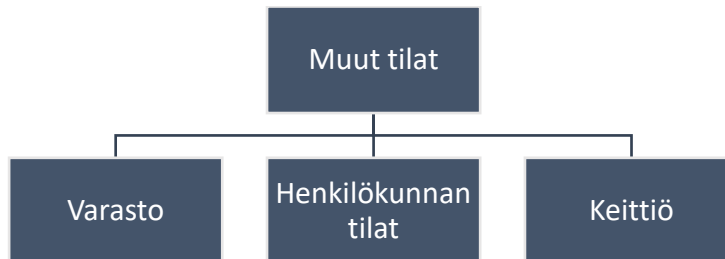 Muut tilat
Varasto
Henkilökunnan
tilat
Keittiö